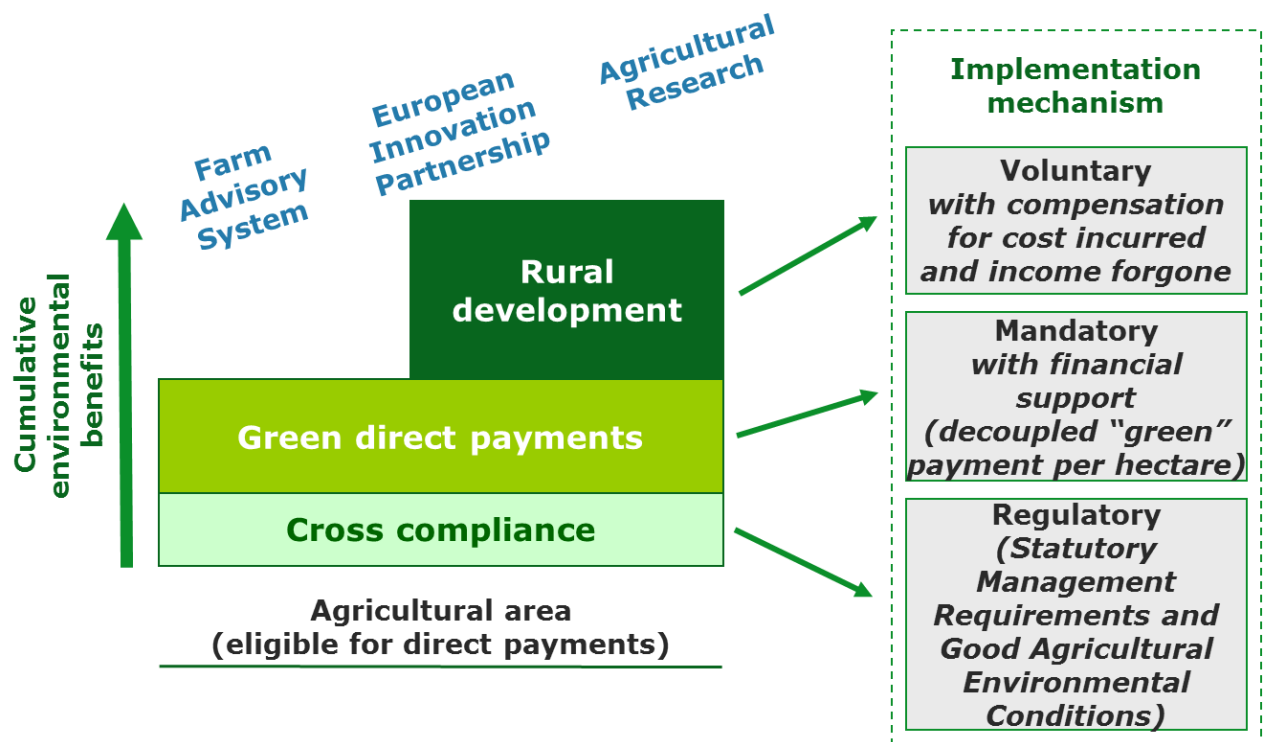 Farm
Advisory
System
European
Innovation
Partnership
Agricultural
Research
Cumulative
environmental
benefits
Rural
development
Green direct payments
Cross compliance
Agricultural area
(eligible for direct payments)
Implementation
mechanism
Voluntary
with compensation
for cost incurred
and income forgone
Mandatory
with financial
support
(decoupled “green”
payment per hectare)
Regulatory
(Statutory
Management
Requirements and
Good Agricultural
Environmental
Conditions)